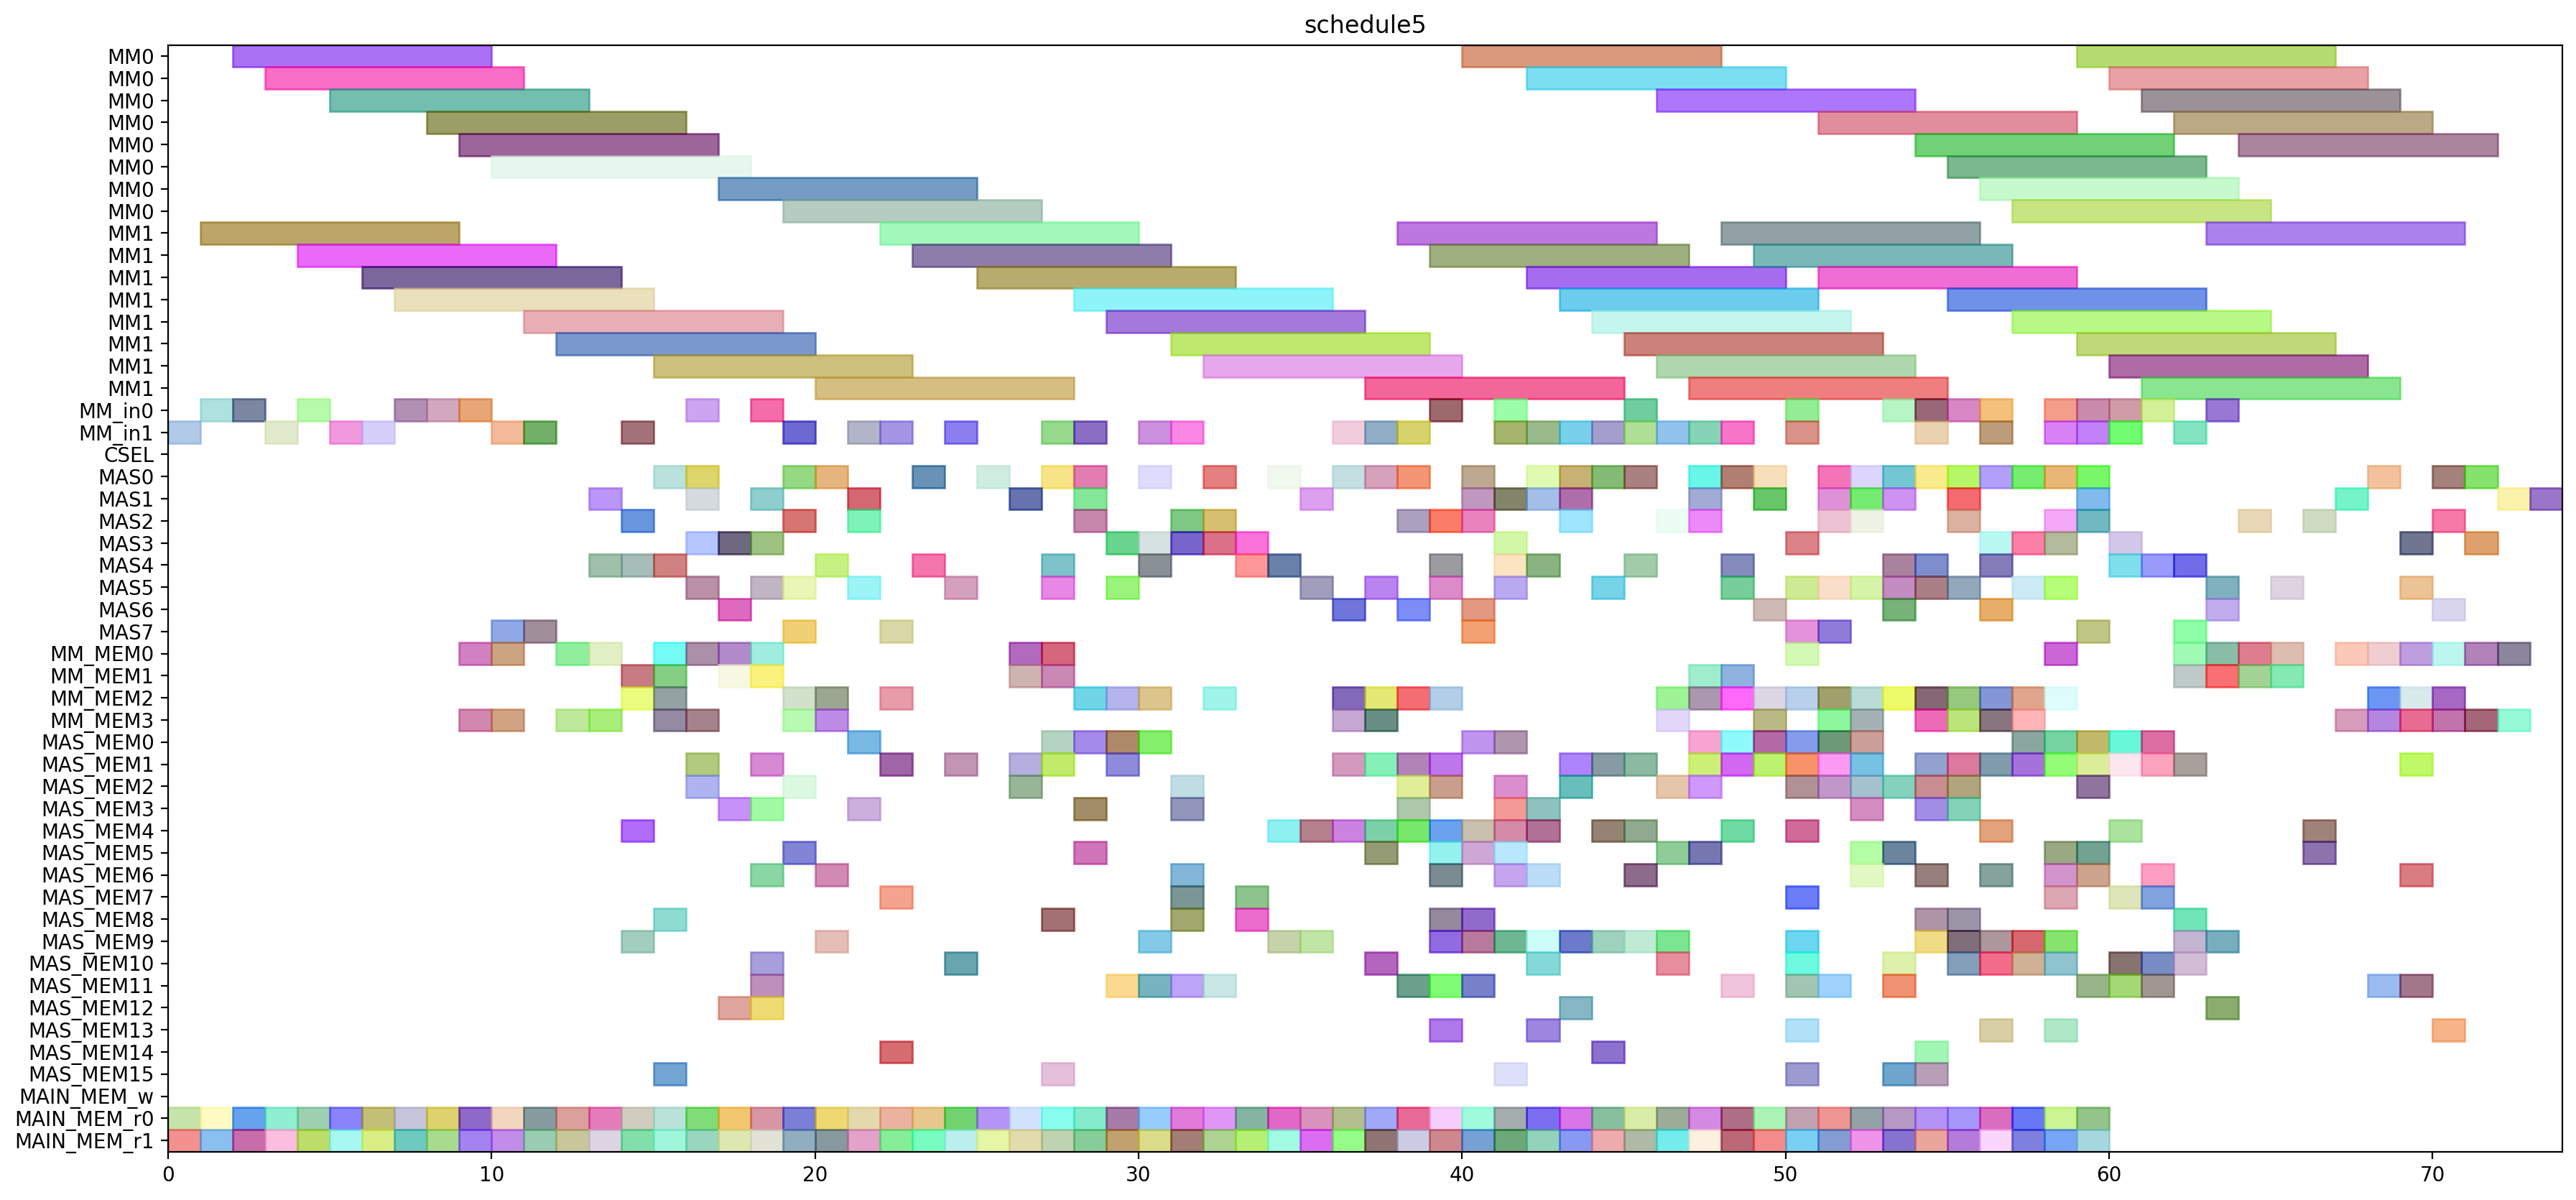 schedule5
MM0
MM0
MM0
MM0
MM0
MM0
MM0
MM0
MM1
MM1
MM1
MM1
MM1
MM1
MM1
MM1
MM_in0
MM_in1
CSEL
MAS0
MAS1
MAS2
MAS3
MAS4
MAS5
MAS6
MAS7
MM_MEM0
MM_MEM1
MM_MEM2
MM_MEM3
MAS_MEM0
MAS_MEM1
MAS_MEM2
MAS_MEM3
MAS_MEM4
MAS_MEM5
MAS_MEM6
MAS_MEM7
MAS_MEM8
MAS_MEM9
MAS_MEM10
MAS_MEM11
MAS_MEM12
MAS_MEM13
MAS_MEM14
MAS_MEM15
MAIN_MEM_w
MAIN_MEM_r0
MAIN_MEM_r1
0 10 20 30 40 50 60 70